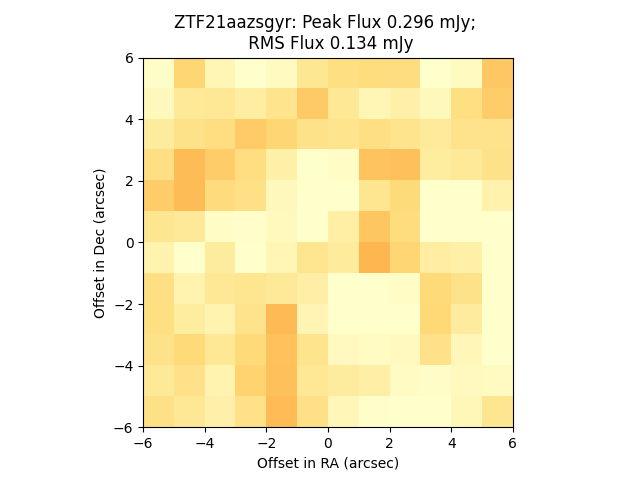 ZTF21aazsgyr: Peak Flux 0.296 mJy;
RMS Flux 0.134 mJy
6
4
2
0
−2
−4
−6
Offset in Dec (arcsec)
−6 −4 −2 0 2 4 6
Offset in RA (arcsec)